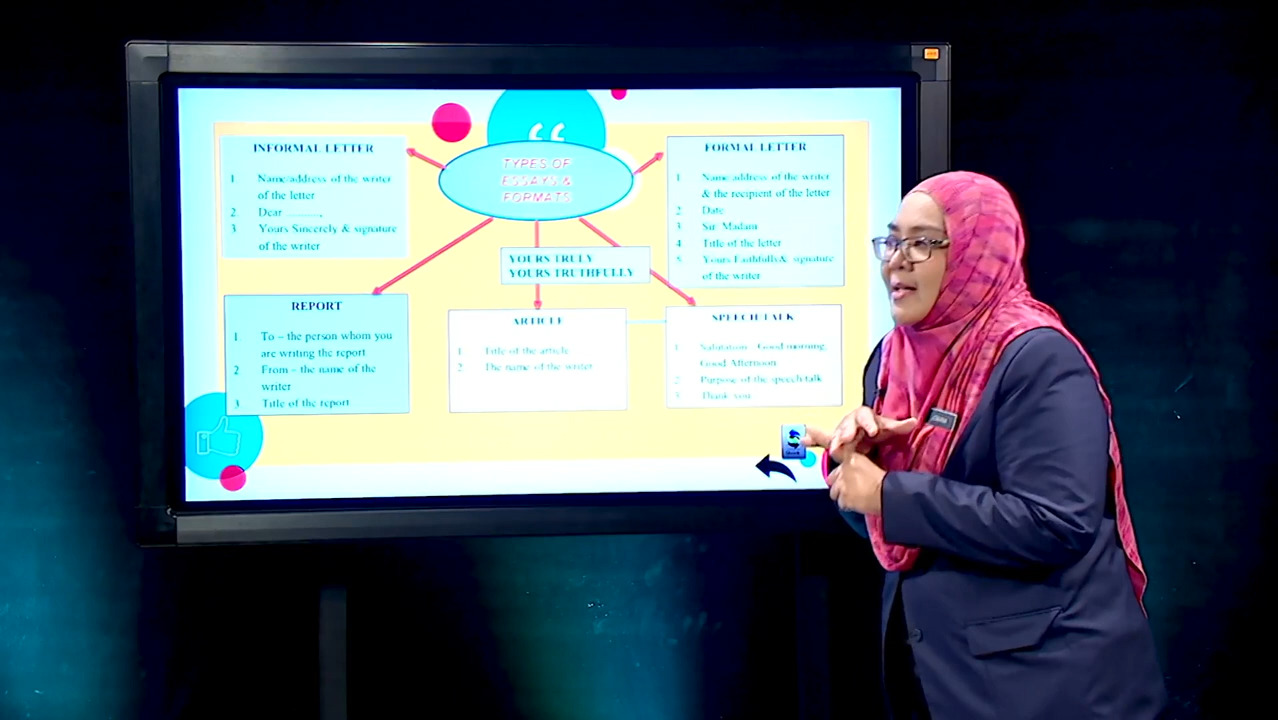 TYPES OF
ESSAYS &
FORMATS
INFORMAL LETTER
1. Name/address of the writer
of the letter
2. Dear ..........,
3. Yours Sincerely & signature
of the writer
FORMAL LETTER
1. Name/address of the writer
& the recipient of the letter
2. Date
3. Sir/ Madam
4. Title of the letter
5. Yours Faithfully & signature
of the writer
YOURS TRULY
YOURS TRUTHFULLY
REPORT
1. To – the person whom you
are writing the report
2. From – the name of the
writer
3. Title of the report
ARTICLE
1. Title of the article
2. The name of the writer
SPEECH/TALK
1. Salutation – Good morning,
Good Afternoon
2. Purpose of the speech/talk
3. Thank you